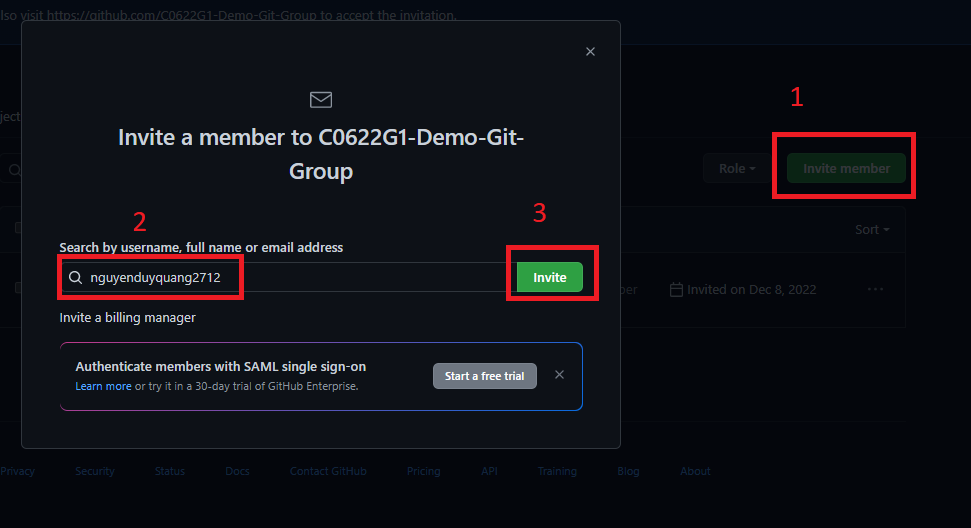 lso visit https://github.com/C0622G1-Demo-Git-Group to accept the invitation.
1
ject
Invite a member to C0622G1-Demo-Git-
Group
Role
Invite member
2
3
Sort
Search by username, full name or email address
nguyenduyquang2712
Invite
ber
Invited on Dec 8, 2022
Invite a billing manager
Authenticate members with SAML single sign-on
Learn more or try it in a 30-day trial of GitHub Enterprise.
Start a free trial
Privacy Security Status Docs Contact GitHub Pricing API Training Blog About